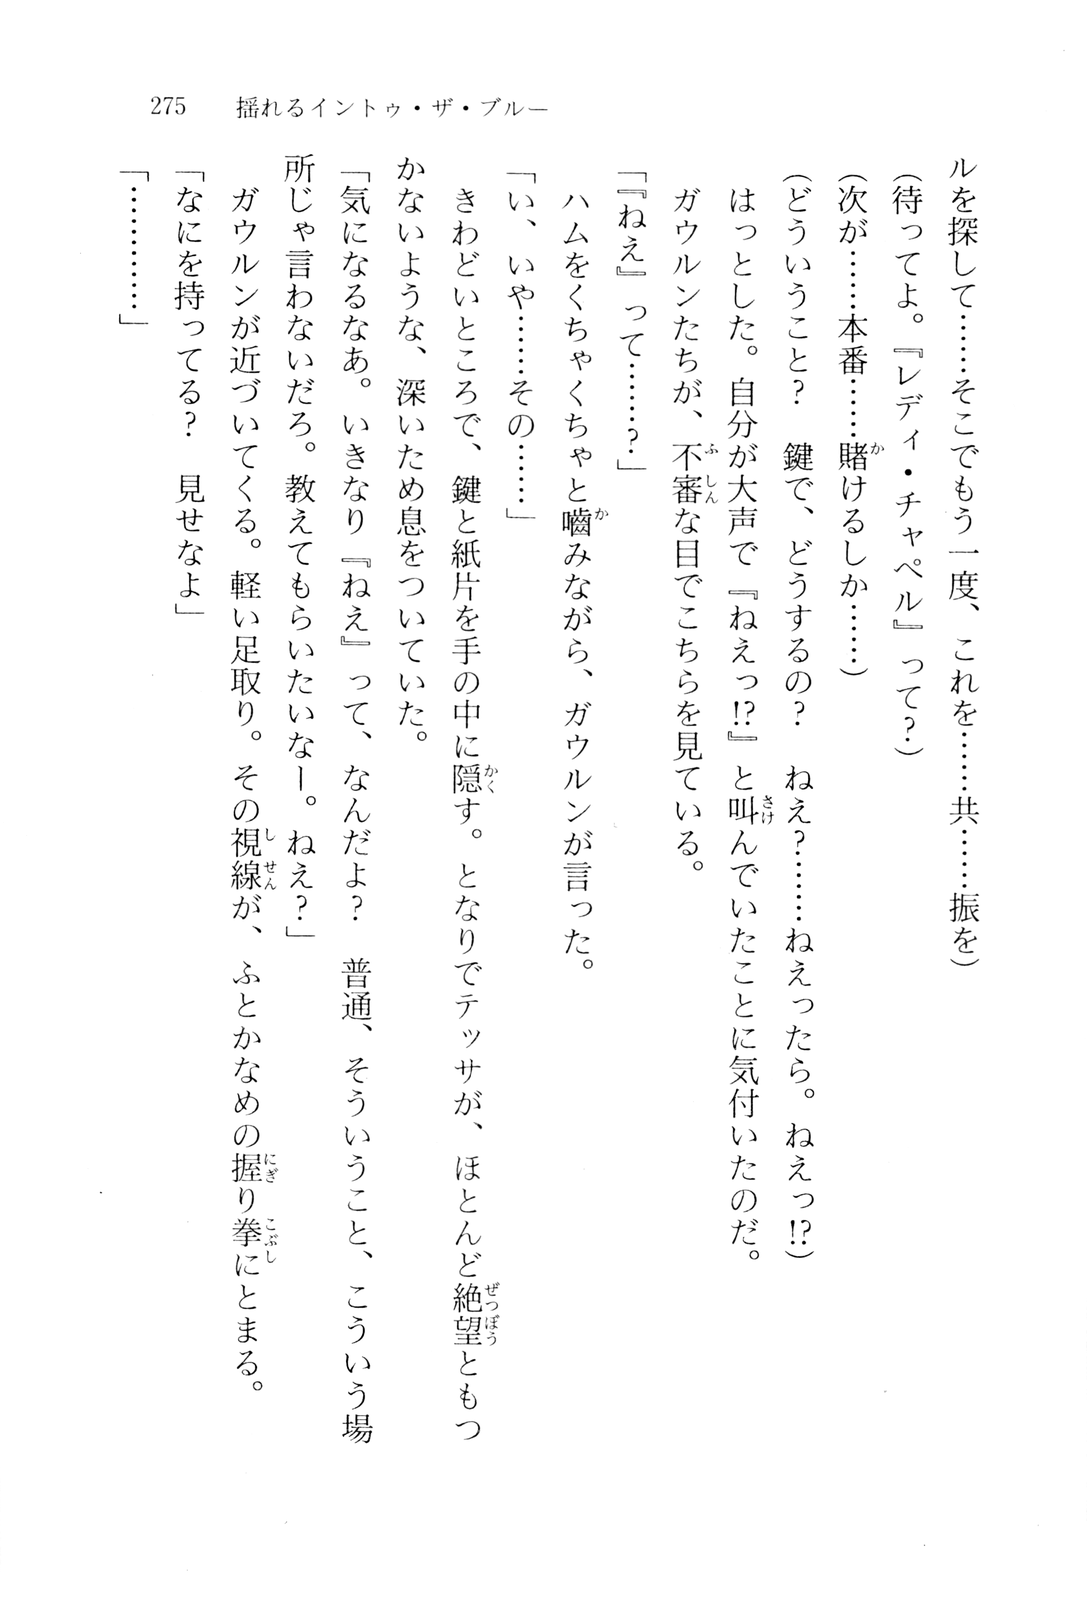 275　揺れるイントゥ・ザ・ブルー
ルを探して……そこでもう一度、これを……共……振を)
(待ってよ。『レディ・チャペル』って?)
(次が……本番……賭けるしか……)
(どういうこと?　鍵で、どうするの?　ねえ?……ねえったら。ねえっ!?)
　はっとした。自分が大声で『ねえっ!?』と叫んでいたことに気付いたのだ。
　ガウルンたちが、不審な目でこちらを見ている。
「『ねえ』って……?」
　ハムをくちゃくちゃと嚙みながら、ガウルンが言った。
「い、いや……その……」
　きわどいところで、鍵と紙片を手の中に隠す。となりでテッサが、ほとんど絶望ともつ
かないような、深いため息をついていた。
「気になるなあ。いきなり『ねえ』って、なんだよ?　普通、そういうこと、こういう場
所じゃ言わないだろ。教えてもらいたいなー。ねえ?」
　ガウルンが近づいてくる。軽い足取り。その視線が、ふとかなめの握り拳にとまる。
「なにを持ってる?　見せなよ」
「…………」